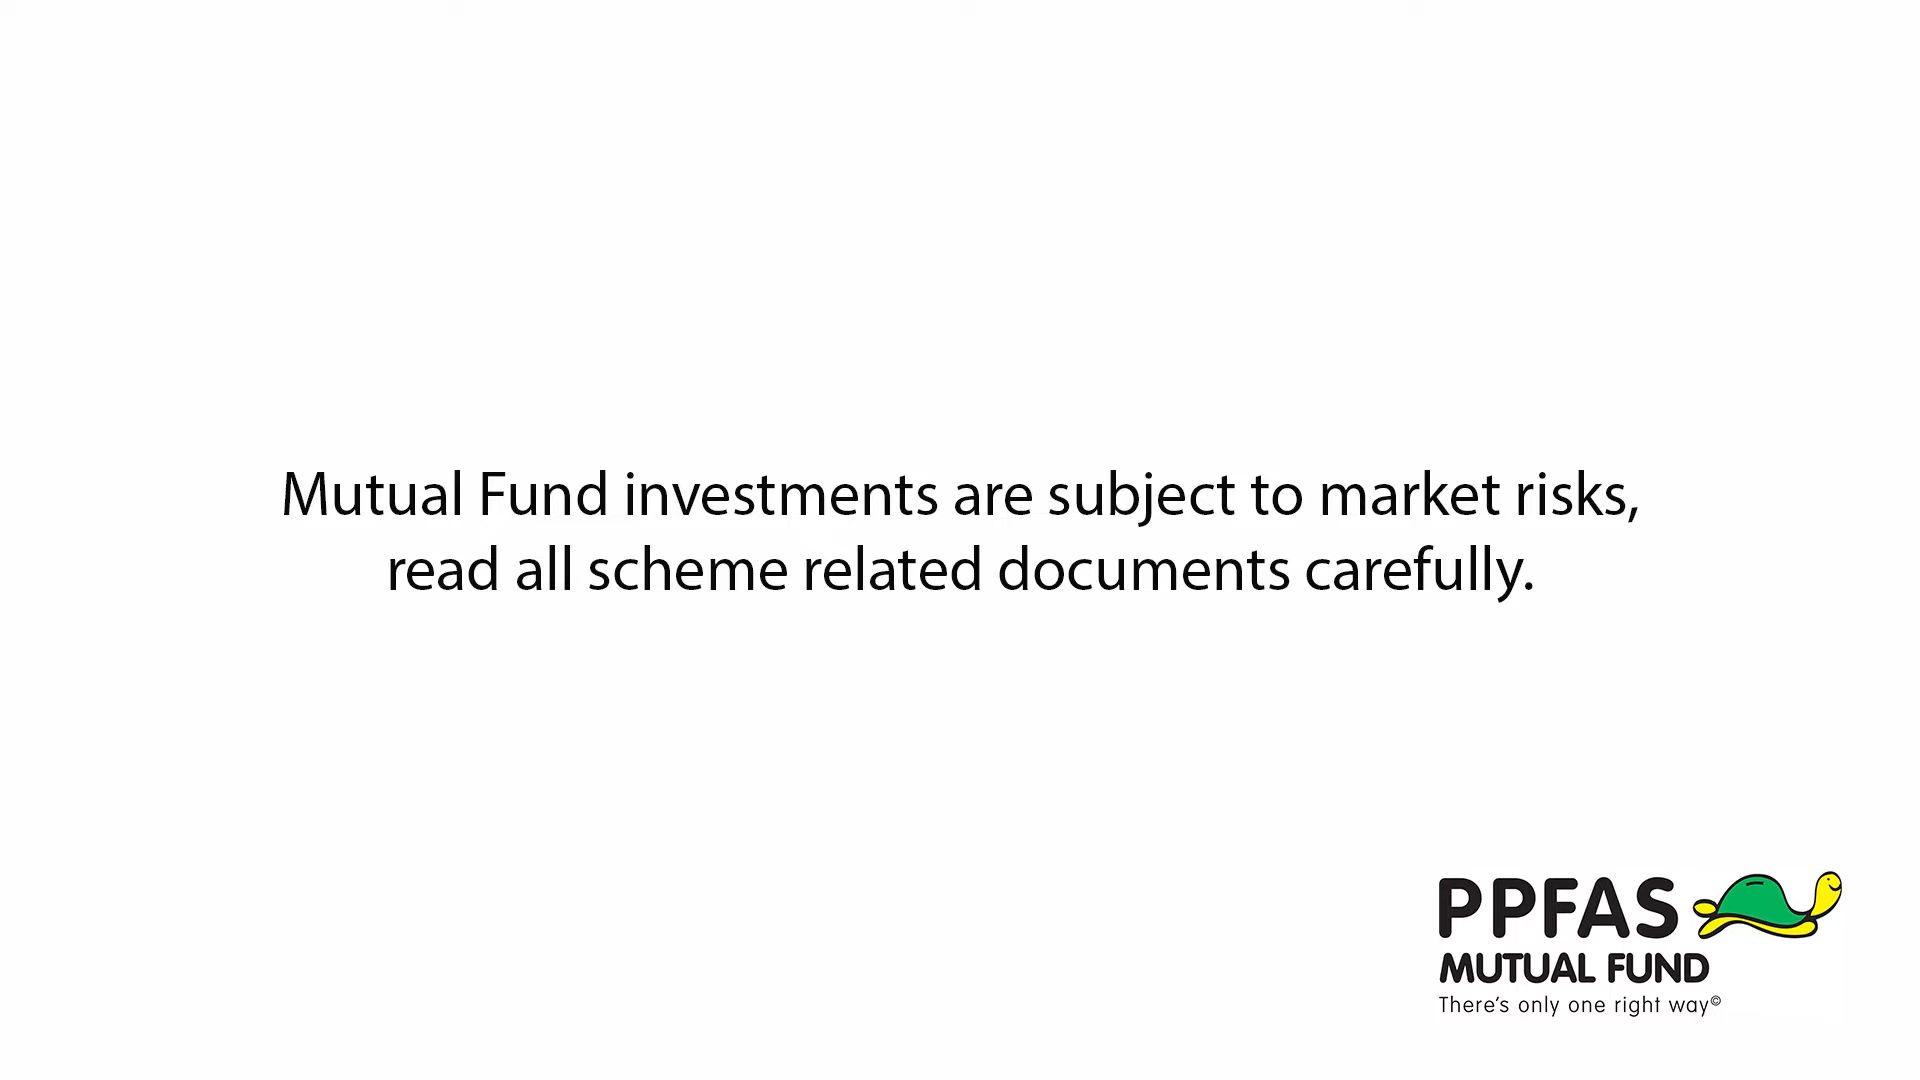 Mutual Fund investments are subject to market risks,
read all scheme related documents carefully.
PPFAS
MUTUAL FUND
There's only one right way©